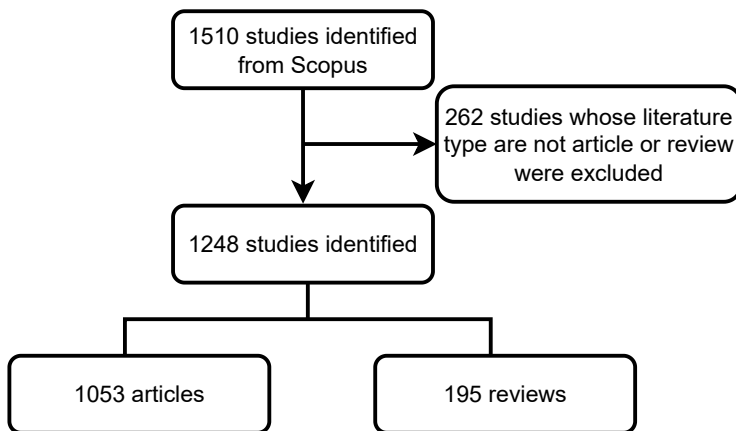 1510 studies identified
from Scopus
262 studies whose literature
type are not article or review
were excluded
1248 studies identified
1053 articles
195 reviews